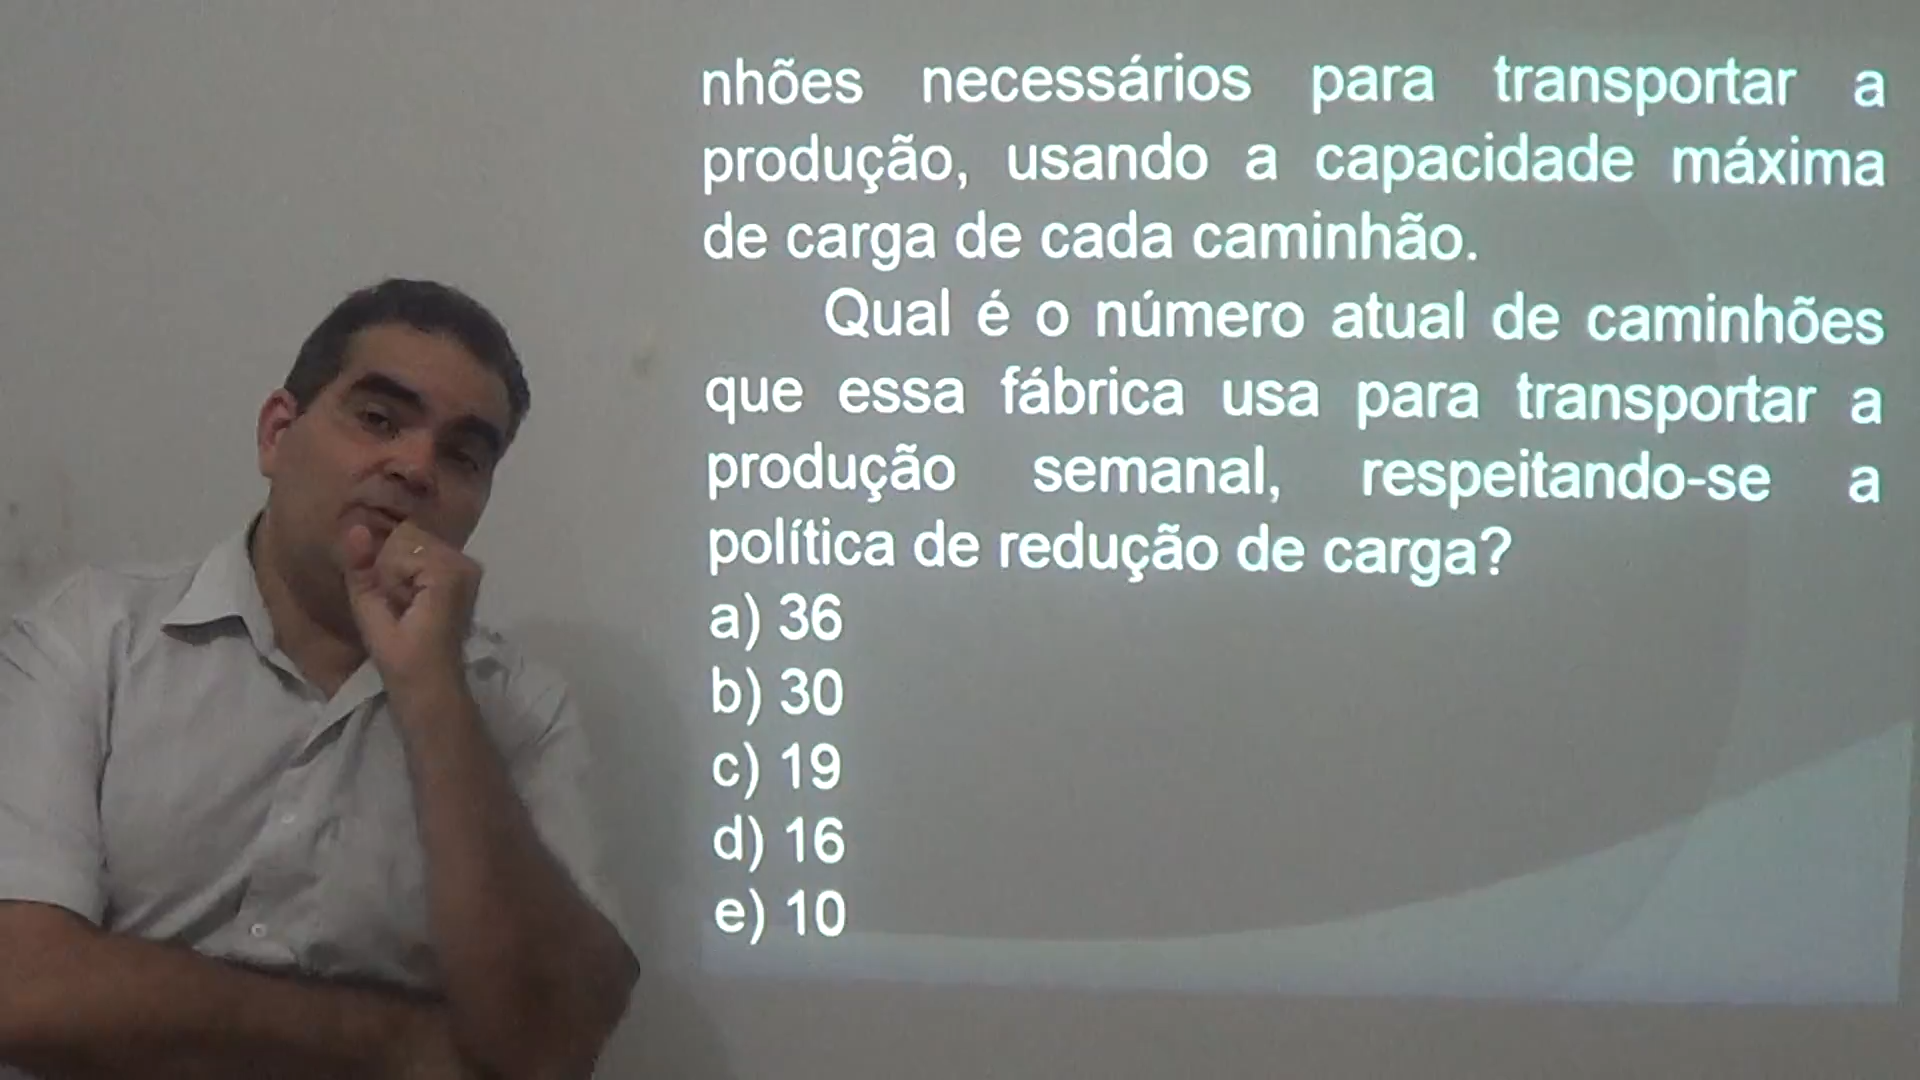 nhões necessários para transportar a
produção, usando a capacidade máxima
de carga de cada caminhão.
Qual é o número atual de caminhões
que essa fábrica usa para transportar a
produção semanal, respeitando-se a
política de redução de carga?
a) 36
b) 30
c) 19
d) 16
e) 10